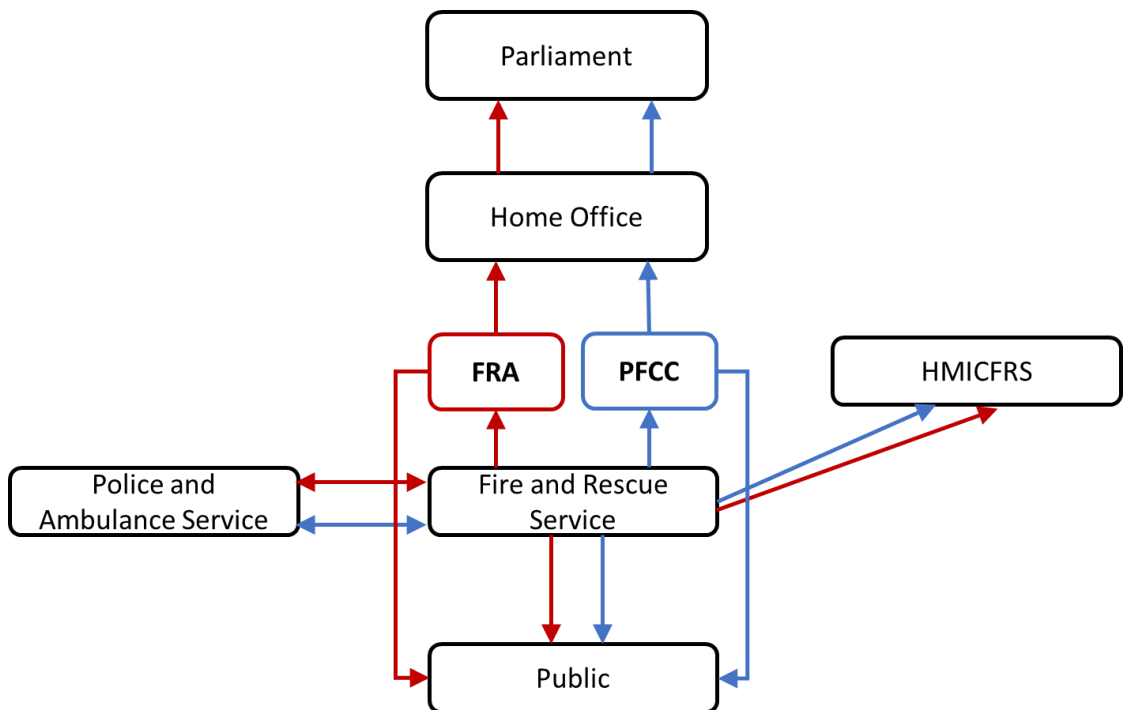 Parliament
Home Office
FRA
PFCC
HMICFRS
Police and
Ambulance Service
Fire and Rescue
Service
Public